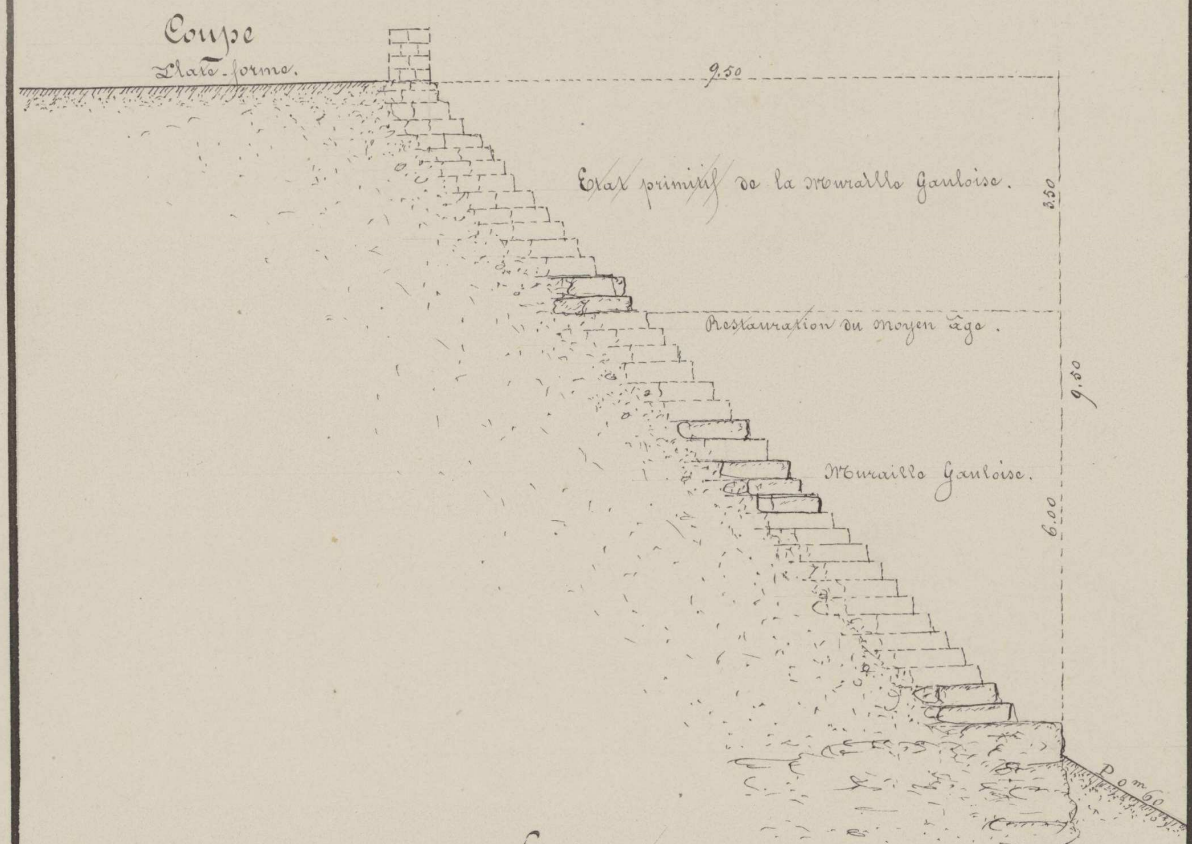 Coupe
Plate-forme.
9.50
Etat primitif de la Muraille Gauloise.
3.50
Restauration du Moyen âge.
9.50
Muraille Gauloise.
6.00
P 0m60